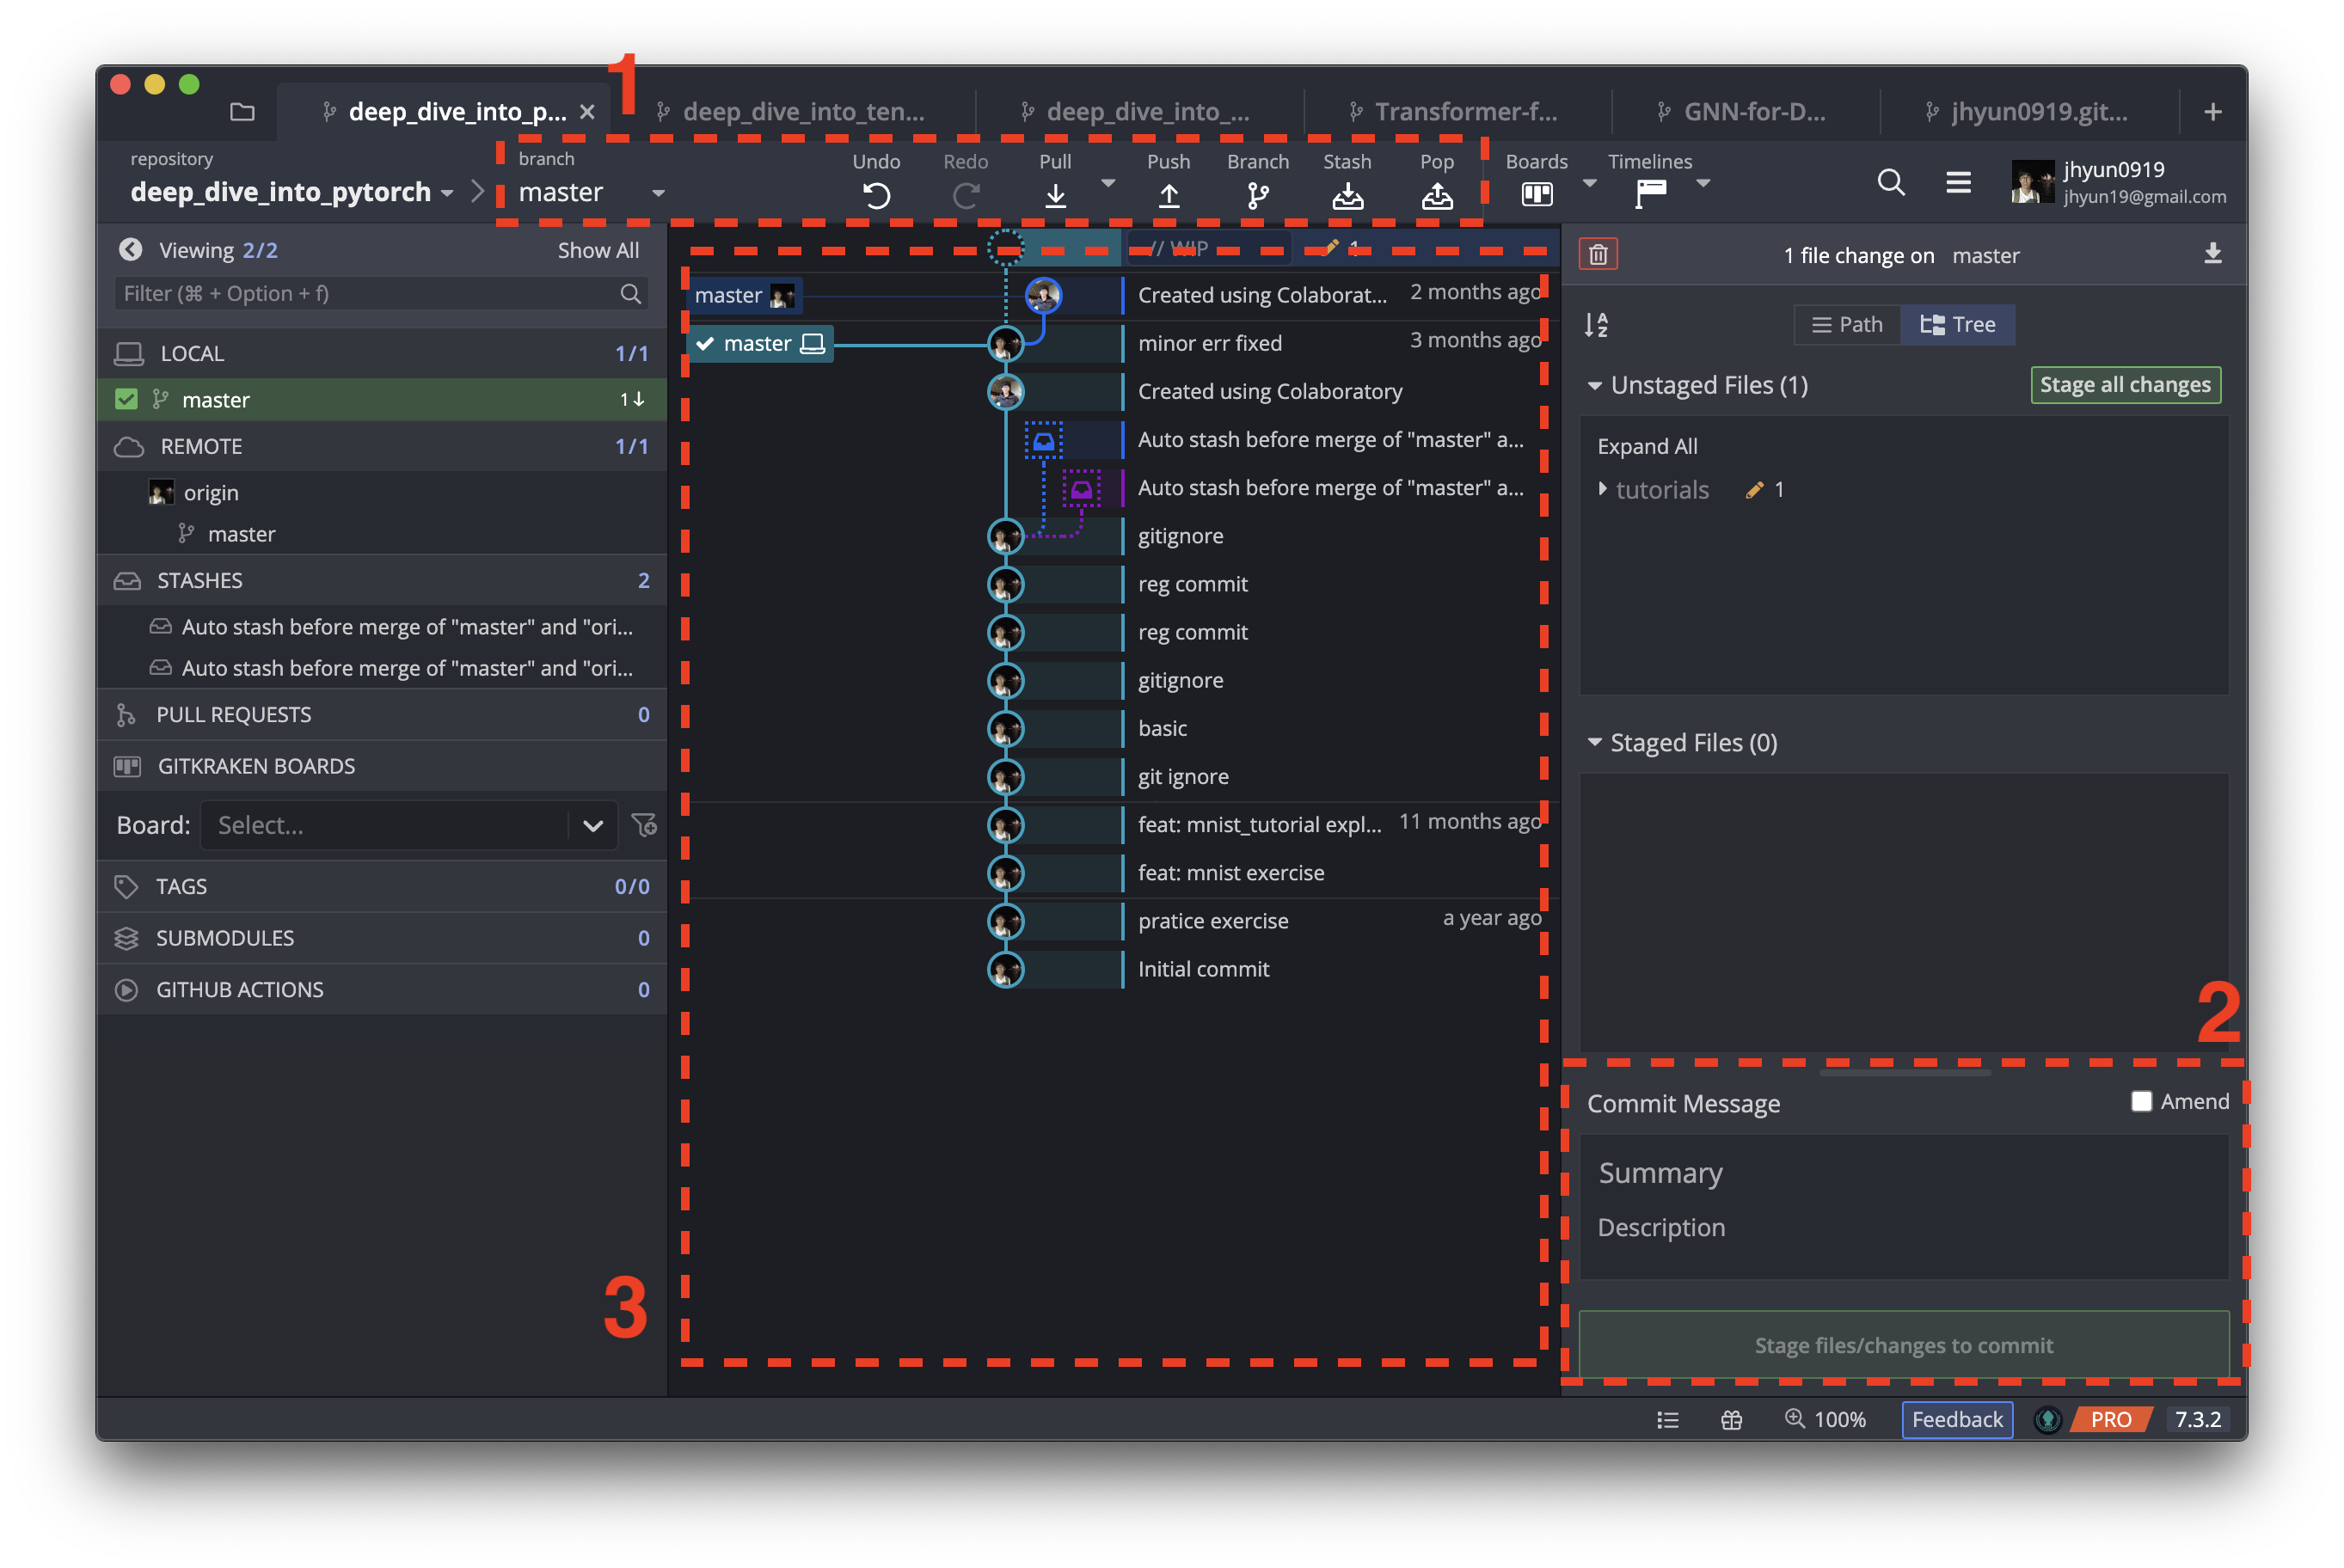 1
deep_dive_into_p...
deep_dive_into_ten...
deep_dive_into_...
Transformer-f...
GNN-for-D...
jhyun0919.git...
repository
deep_dive_into_pytorch
branch
master
Undo
Redo
Pull
Push
Branch
Stash
Pop
Boards
Timelines
jhyun0919
jhyun19@gmail.com
Viewing 2/2
Show All
Filter (⌘ + Option + f)
LOCAL 1/1
master 1↓
REMOTE 1/1
origin
master
STASHES 2
Auto stash before merge of "master" and "ori...
Auto stash before merge of "master" and "ori...
PULL REQUESTS 0
GITKRAKEN BOARDS
Board: Select...
TAGS 0/0
SUBMODULES 0
GITHUB ACTIONS 0
3
// WIP 1
master Created using Colaborat... 2 months ago
master minor err fixed 3 months ago
Created using Colaboratory
Auto stash before merge of "master" a...
Auto stash before merge of "master" a...
gitignore
reg commit
reg commit
gitignore
basic
git ignore
feat: mnist_tutorial expl... 11 months ago
feat: mnist exercise
pratice exercise a year ago
Initial commit
1 file change on master
Path
Tree
Unstaged Files (1)
Stage all changes
Expand All
tutorials 1
Staged Files (0)
2
Commit Message
Amend
Summary
Description
Stage files/changes to commit
100%
Feedback
PRO
7.3.2